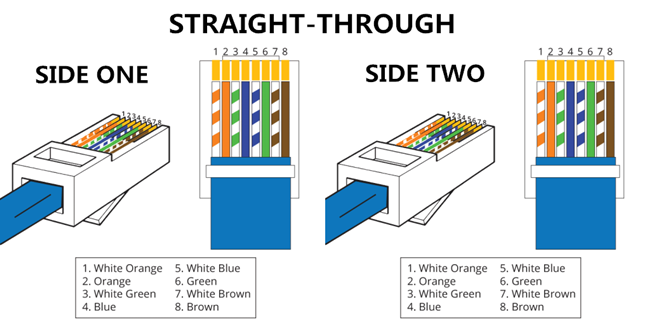 STRAIGHT-THROUGH
SIDE ONE
1 2 3 4 5 6 7 8
12345678
1. White Orange 5. White Blue
2. Orange 6. Green
3. White Green 7. White Brown
4. Blue 8. Brown
SIDE TWO
1 2 3 4 5 6 7 8
12345678
1. White Orange 5. White Blue
2. Orange 6. Green
3. White Green 7. White Brown
4. Blue 8. Brown